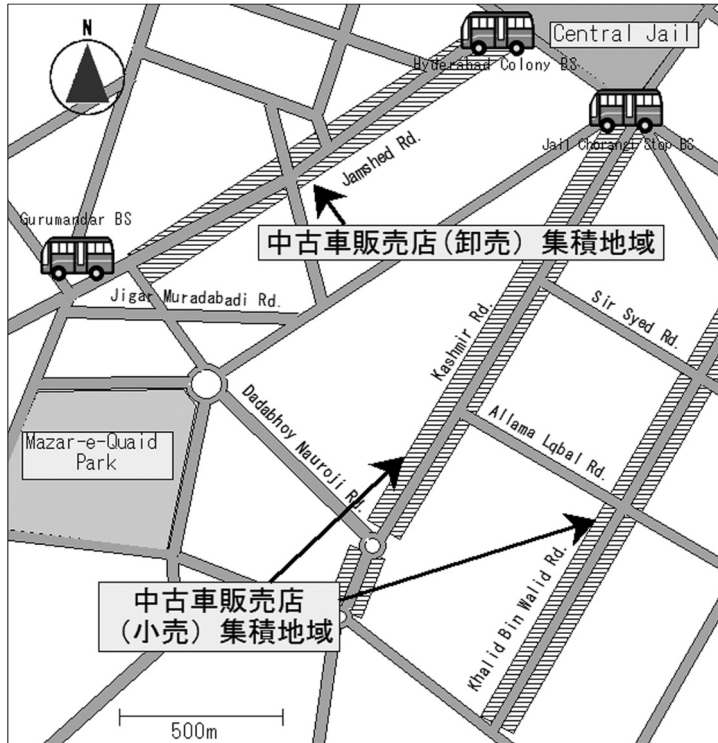 N
Central Jail
Hyderabad Colony BS
Jail Chorangi Stop BS
Jamshed Rd.
Gurumandar BS
中古車販売店(卸売) 集積地域
Jigar Muradabadi Rd.
Sir Syed Rd.
Kashmir Rd.
Dadabhoy Nauroji Rd.
Allama Lqbal Rd.
Mazar-e-Quaid
Park
Khalid Bin Walid Rd.
中古車販売店
(小売) 集積地域
500m